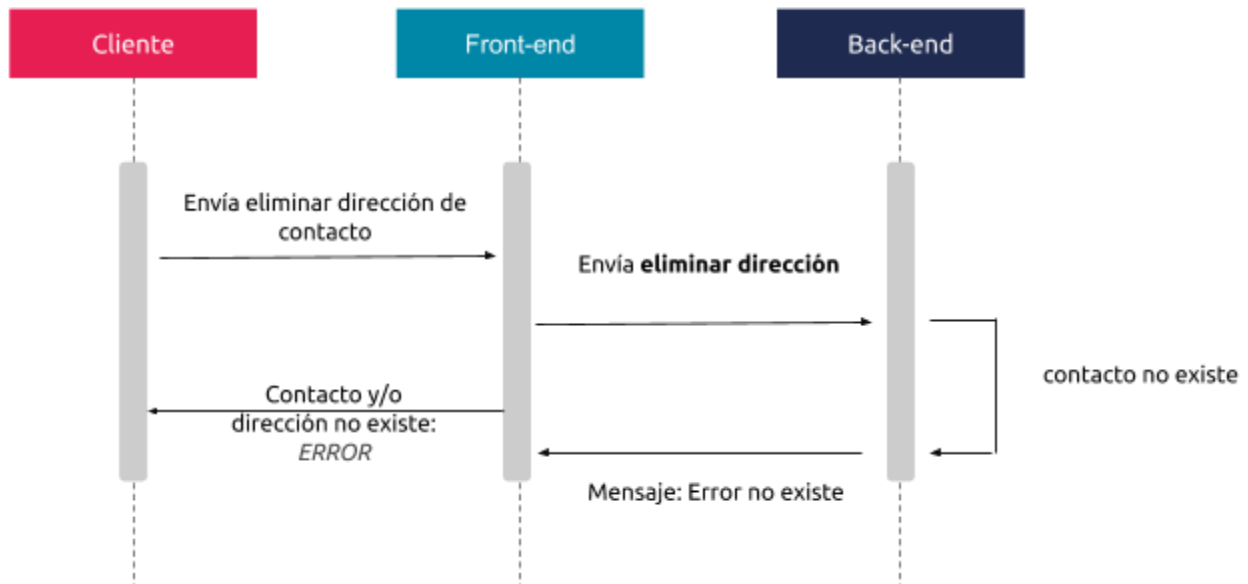 Cliente
Front-end
Back-end
Envía eliminar dirección de
contacto
Envía eliminar dirección
contacto no existe
Contacto y/o
dirección no existe:
ERROR
Mensaje: Error no existe